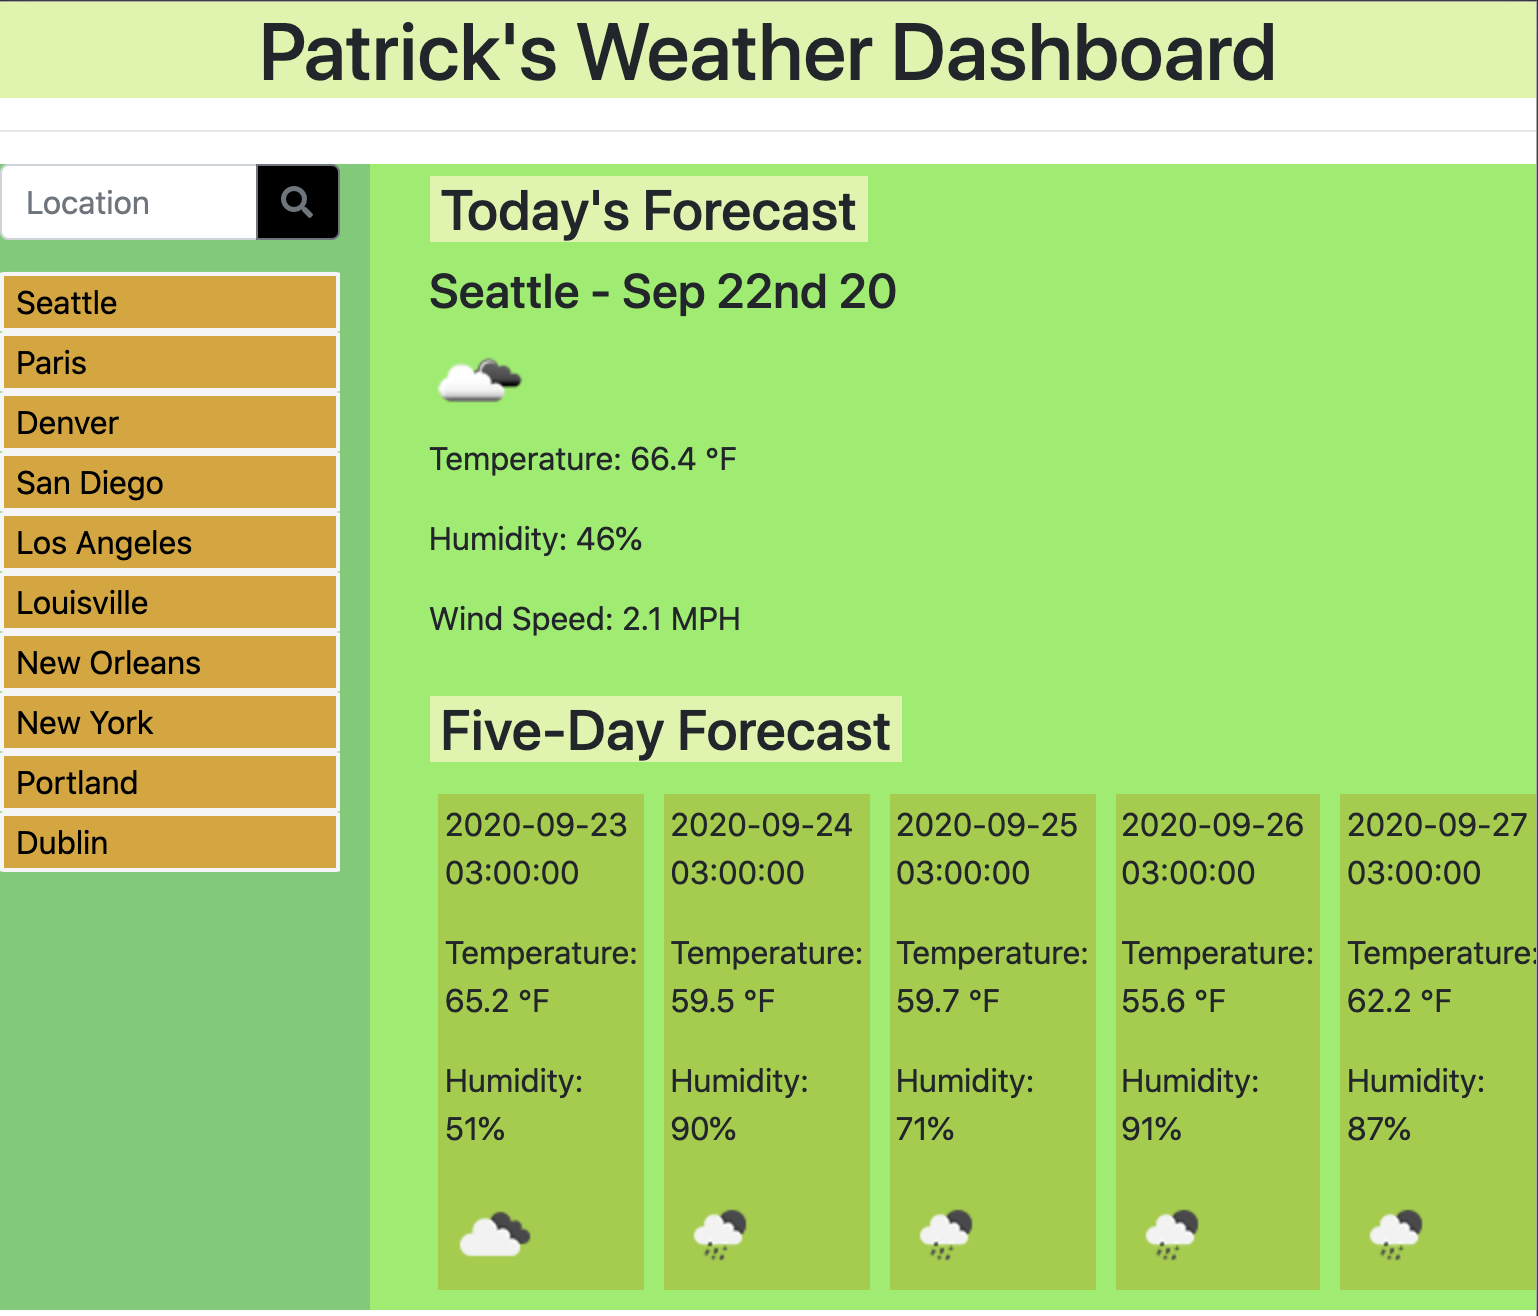 Patrick's Weather Dashboard
Location
Seattle
Paris
Denver
San Diego
Los Angeles
Louisville
New Orleans
New York
Portland
Dublin
Today's Forecast
Seattle - Sep 22nd 20
Temperature: 66.4 °F
Humidity: 46%
Wind Speed: 2.1 MPH
Five-Day Forecast
2020-09-23
03:00:00
Temperature:
65.2 °F
Humidity:
51%
2020-09-24
03:00:00
Temperature:
59.5 °F
Humidity:
90%
2020-09-25
03:00:00
Temperature:
59.7 °F
Humidity:
71%
2020-09-26
03:00:00
Temperature:
55.6 °F
Humidity:
91%
2020-09-27
03:00:00
Temperature:
62.2 °F
Humidity:
87%